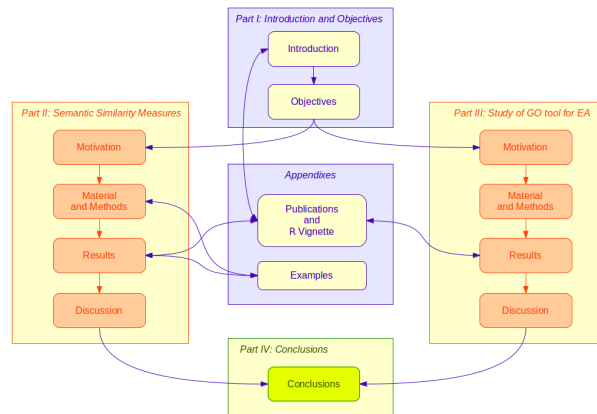 Part I: Introduction and Objectives
Introduction
Objectives
Part II: Semantic Similarity Measures
Motivation
Material
and Methods
Results
Discussion
Appendixes
Publications
and
R Vignette
Examples
Part III: Study of GO tool for EA
Motivation
Material
and Methods
Results
Discussion
Part IV: Conclusions
Conclusions